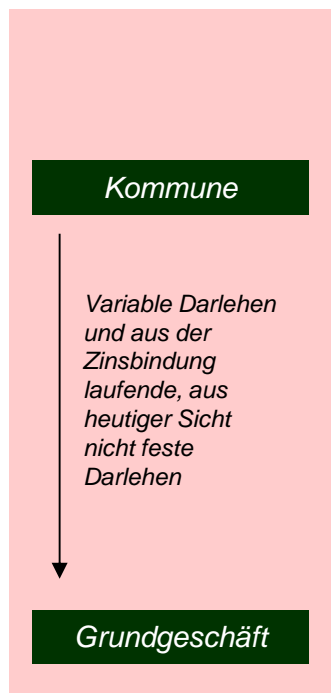 Kommune
Variable Darlehen
und aus der
Zinsbindung
laufende, aus
heutiger Sicht
nicht feste
Darlehen
Grundgeschäft